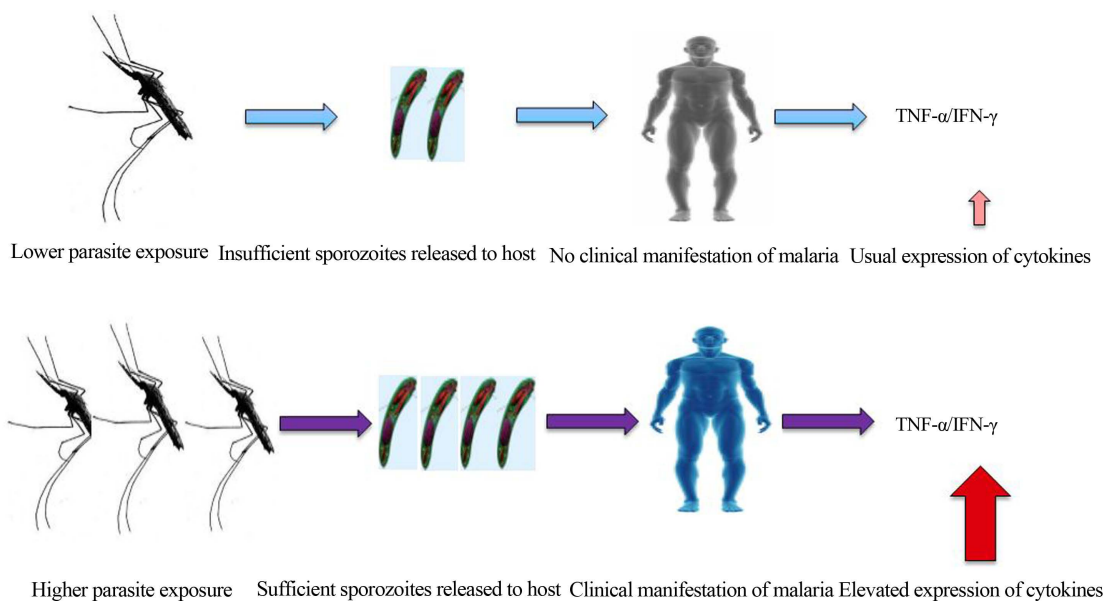 TNF-α/IFN-γ
Lower parasite exposure
Insufficient sporozoites released to host
No clinical manifestation of malaria
Usual expression of cytokines
TNF-α/IFN-γ
Higher parasite exposure
Sufficient sporozoites released to host
Clinical manifestation of malaria
Elevated expression of cytokines